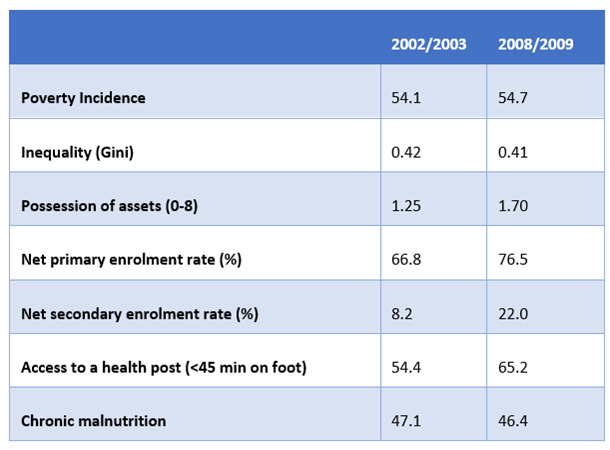 2002/2003 2008/2009
Poverty Incidence 54.1 54.7
Inequality (Gini) 0.42 0.41
Possession of assets (0-8) 1.25 1.70
Net primary enrolment rate (%) 66.8 76.5
Net secondary enrolment rate (%) 8.2 22.0
Access to a health post (<45 min on foot) 54.4 65.2
Chronic malnutrition 47.1 46.4